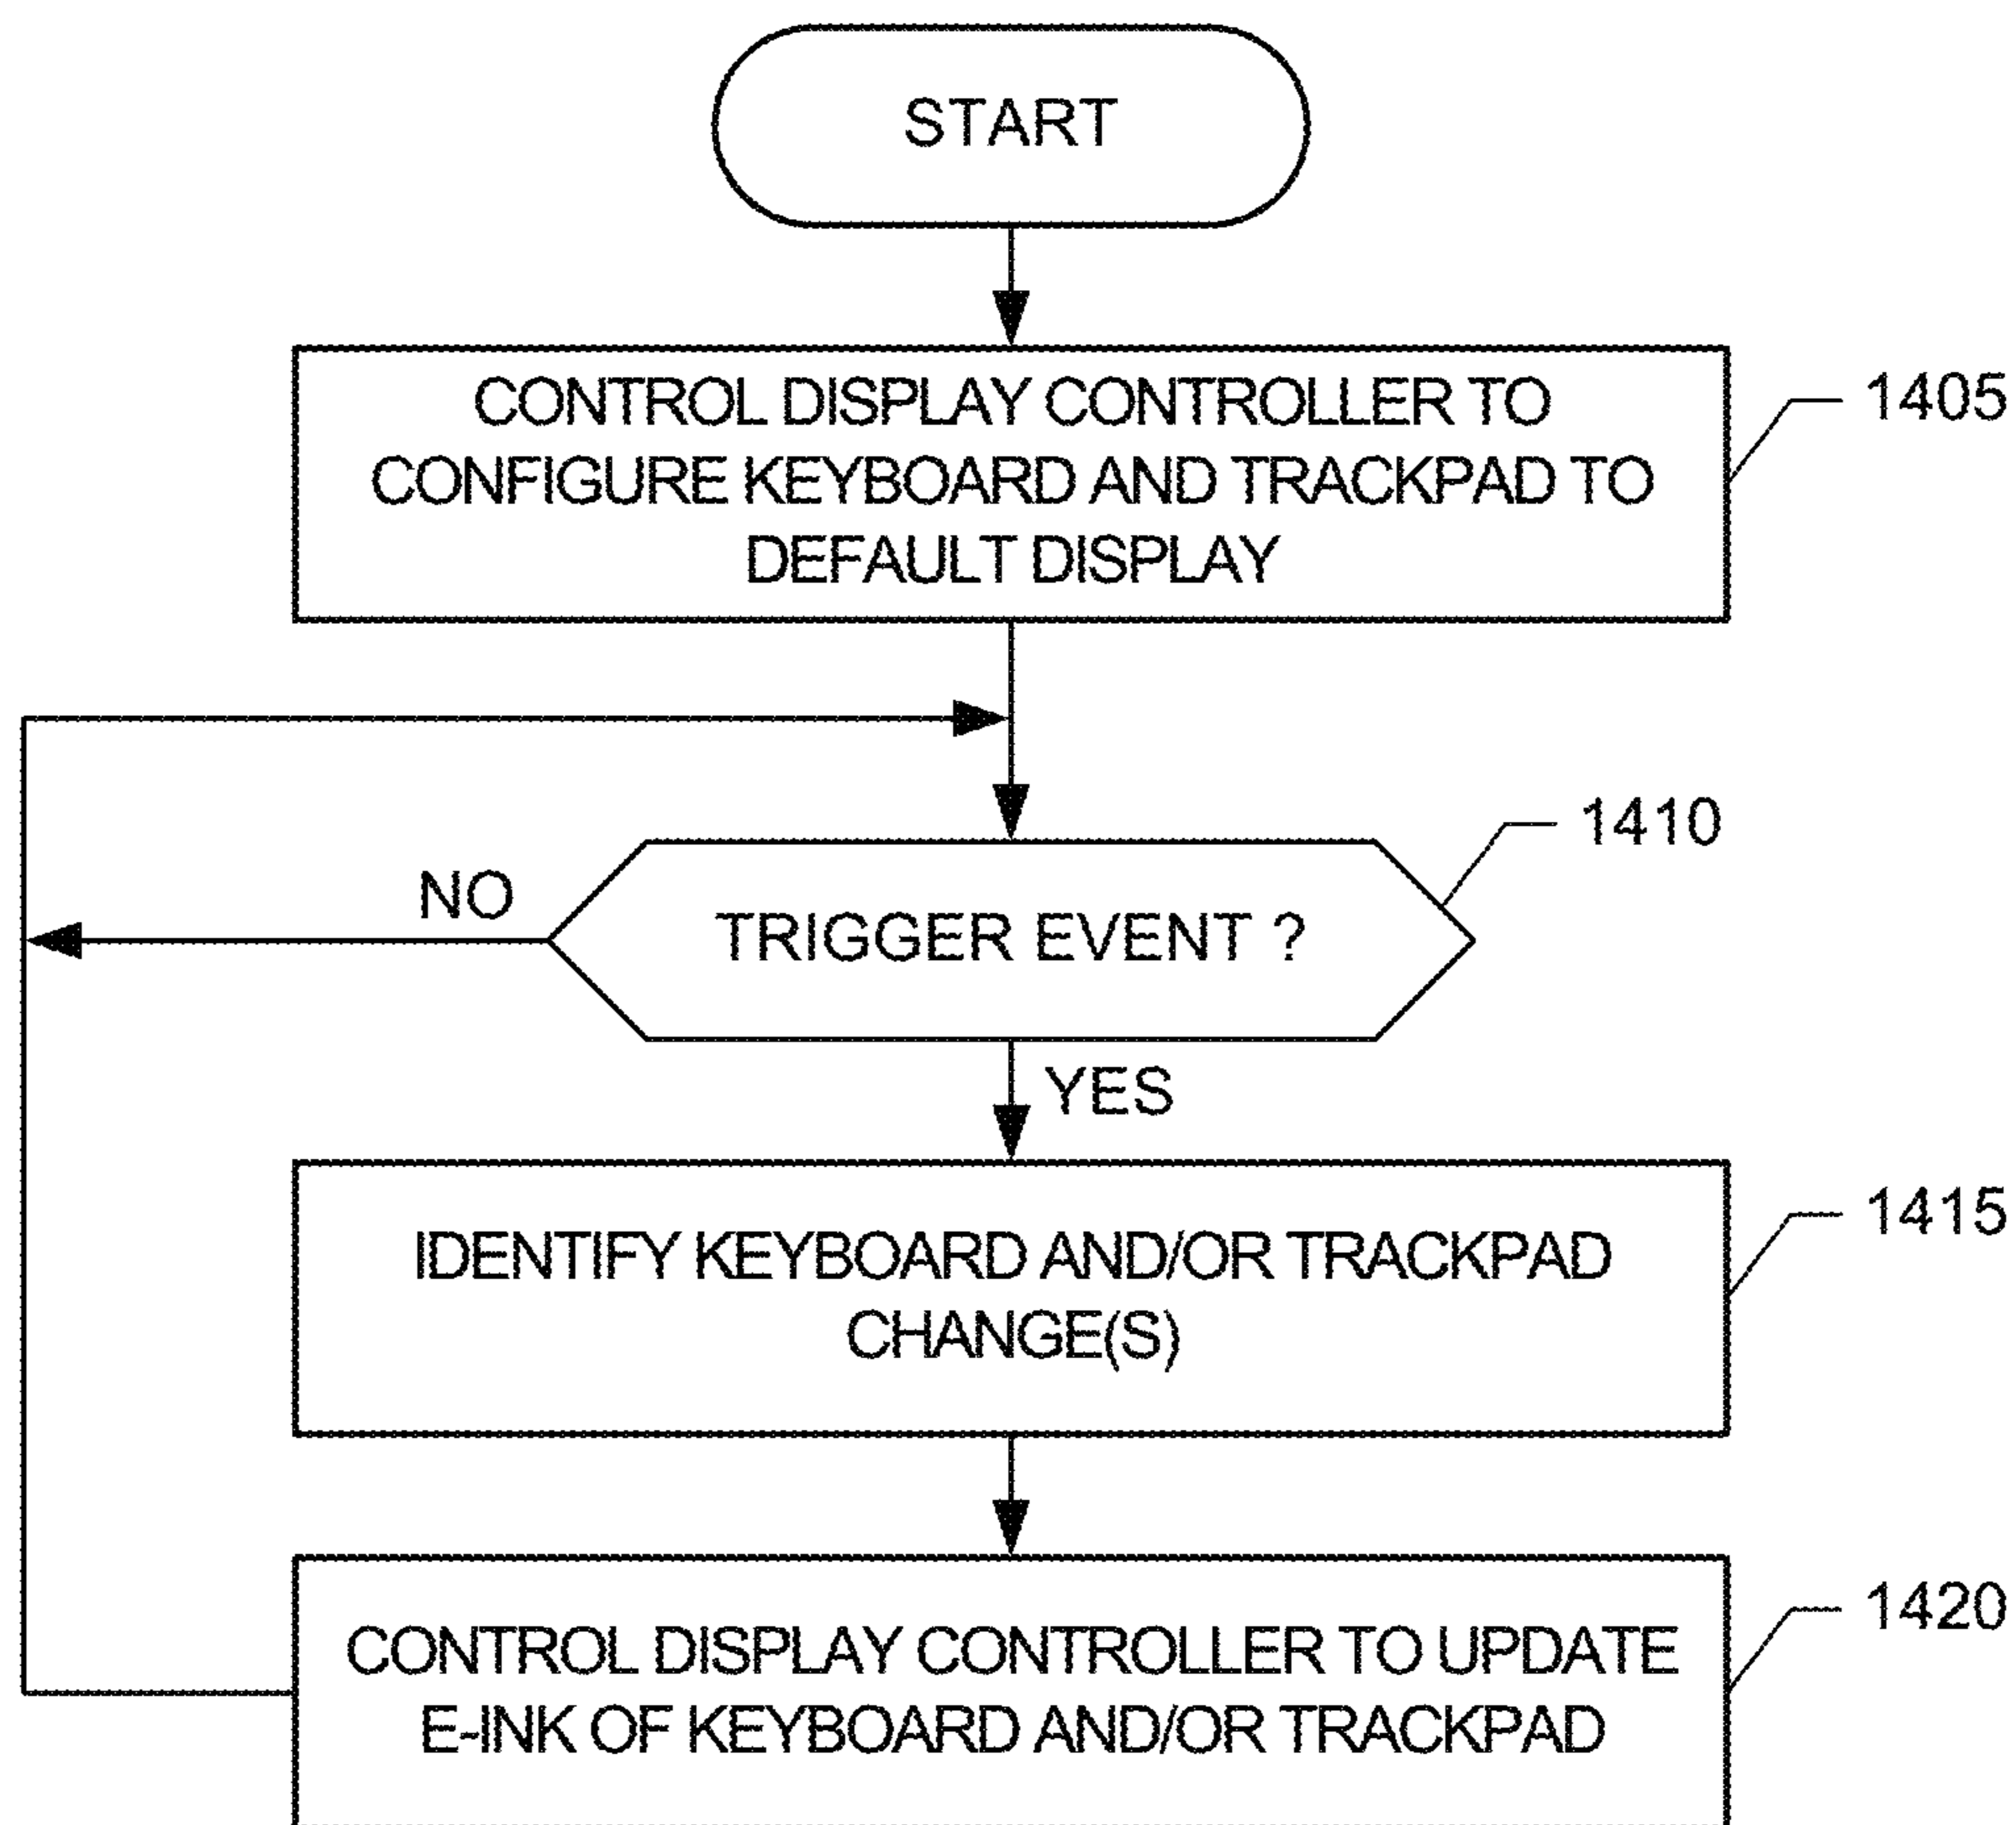 START
CONTROL DISPLAY CONTROLLER TO
CONFIGURE KEYBOARD AND TRACKPAD TO
DEFAULT DISPLAY
1405
TRIGGER EVENT ?
1410
NO
YES
IDENTIFY KEYBOARD AND/OR TRACKPAD
CHANGE(S)
1415
CONTROL DISPLAY CONTROLLER TO UPDATE
E-INK OF KEYBOARD AND/OR TRACKPAD
1420